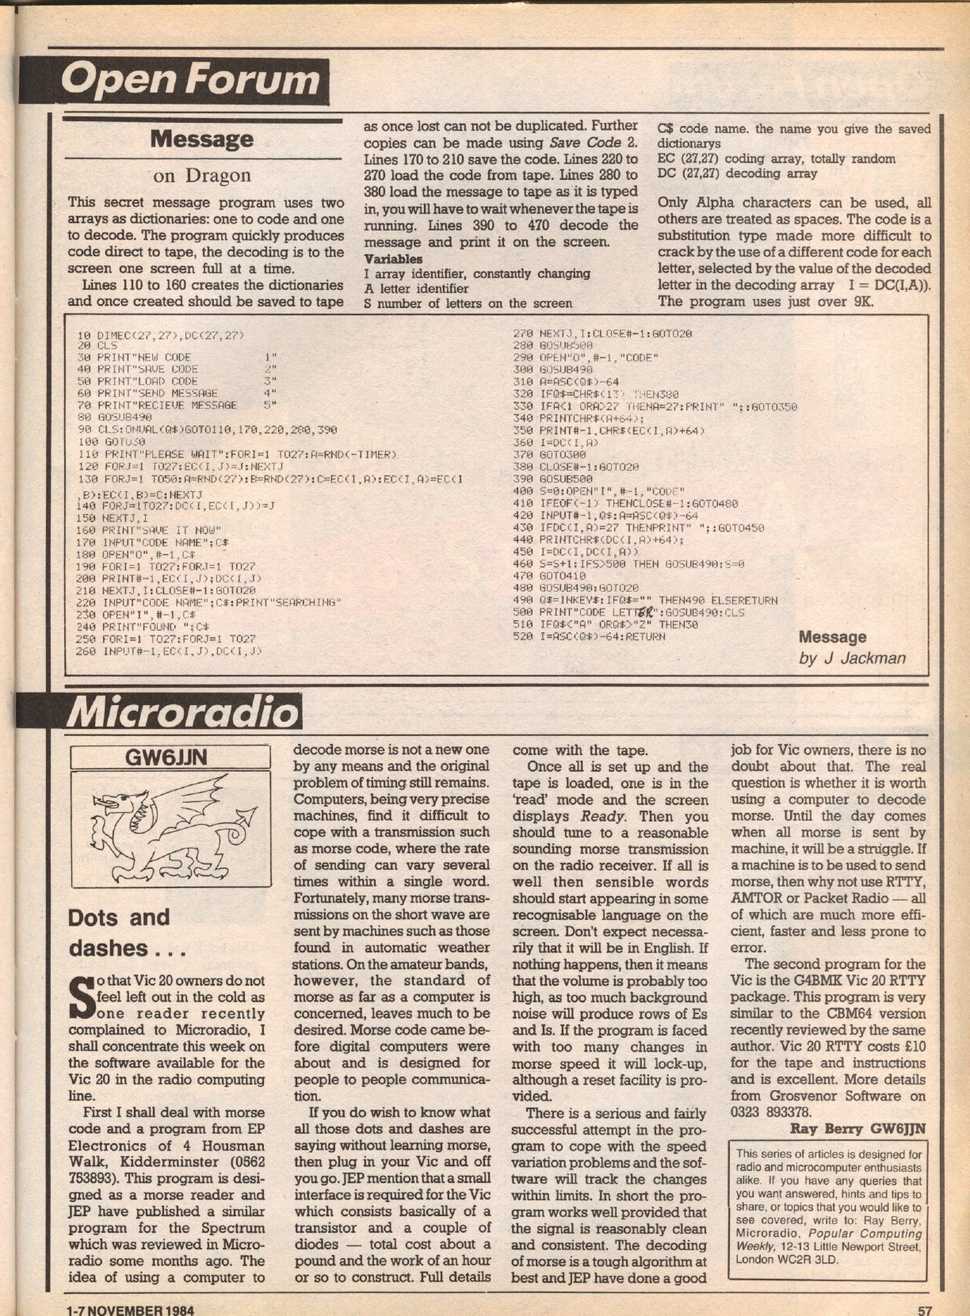 Open Forum
Message
on Dragon
This secret message program uses two
arrays as dictionaries: one to code and one
to decode. The program quickly produces
code direct to tape, the decoding is to the
screen one screen full at a time.
Lines 110 to 160 creates the dictionaries
and once created should be saved to tape
as once lost can not be duplicated. Further
copies can be made using Save Code 2.
Lines 170 to 210 save the code. Lines 220 to
270 load the code from tape. Lines 280 to
380 load the message to tape as it is typed
in, you will have to wait whenever the tape is
running. Lines 390 to 470 decode the
message and print it on the screen.
Variables
I array identifier, constantly changing
A letter identifier
S number of letters on the screen
C$ code name. the name you give the saved
dictionarys
EC (27,27) coding array, totally random
DC (27,27) decoding array
Only Alpha characters can be used, all
others are treated as spaces. The code is a
substitution type made more difficult to
crack by the use of a different code for each
letter, selected by the value of the decoded
letter in the decoding array I = DC(I,A)).
The program uses just over 9K.
10 DIMEC(27,27),DC(27,27)
20 CLS
30 PRINT"NEW CODE 1"
40 PRINT"SAVE CODE 2"
50 PRINT"LOAD CODE 3"
60 PRINT"SEND MESSAGE 4"
70 PRINT"RECIEVE MESSAGE 5"
80 GOSUB490
90 CLS:ONVAL(Q$)GOTO110,170,220,280,390
100 GOTO30
110 PRINT"PLEASE WAIT":FORI=1 TO27:A=RND(-TIMER)
120 FORJ=1 TO27:EC(I,J)=J:NEXTJ
130 FORJ=1 TO50:A=RND(27):B=RND(27):C=EC(I,A):EC(I,A)=EC(I
,B):EC(I,B)=C:NEXTJ
140 FORJ=1TO27:DC(I,EC(I,J))=J
150 NEXTJ,I
160 PRINT"SAVE IT NOW"
170 INPUT"CODE NAME";C$
180 OPEN"O",#-1,C$
190 FORI=1 TO27:FORJ=1 TO27
200 PRINT#-1,EC(I,J);DC(I,J)
210 NEXTJ,I:CLOSE#-1:GOTO20
220 INPUT"CODE NAME";C$:PRINT"SEARCHING"
230 OPEN"I",#-1,C$
240 PRINT"FOUND ";C$
250 FORI=1 TO27:FORJ=1 TO27
260 INPUT#-1,EC(I,J),DC(I,J)
270 NEXTJ,I:CLOSE#-1:GOTO20
280 GOSUB500
290 OPEN"O",#-1,"CODE"
300 GOSUB490
310 A=ASC(Q$)-64
320 IFQ$=CHR$(13) THEN380
330 IFA<1 ORA>27 THENA=27:PRINT" ";:GOTO350
340 PRINTCHR$(A+64);
350 PRINT#-1,CHR$(EC(I,A)+64)
360 I=DC(I,A)
370 GOTO300
380 CLOSE#-1:GOTO20
390 GOSUB500
400 S=0:OPEN"I",#-1,"CODE"
410 IFEOF(-1) THENCLOSE#-1:GOTO480
420 INPUT#-1,Q$:A=ASC(Q$)-64
430 IFDC(I,A)=27 THENPRINT" ";:GOTO450
440 PRINTCHR$(DC(I,A)+64);
450 I=DC(I,DC(I,A))
460 S=S+1:IFS>500 THEN GOSUB490:S=0
470 GOTO410
480 GOSUB490:GOTO20
490 Q$=INKEY$:IFQ$="" THEN490 ELSERETURN
500 PRINT"CODE LETTER":GOSUB490:CLS
510 IFQ$<"A" ORQ$>"Z" THEN30
520 I=ASC(Q$)-64:RETURN
Message
by J Jackman
Microradio
GW6JJN
Dots and
dashes . . .
So that Vic 20 owners do not
feel left out in the cold as
one reader recently
complained to Microradio, I
shall concentrate this week on
the software available for the
Vic 20 in the radio computing
line.
First I shall deal with morse
code and a program from EP
Electronics of 4 Housman
Walk, Kidderminster (0562
753893). This program is desi-
gned as a morse reader and
JEP have published a similar
program for the Spectrum
which was reviewed in Micro-
radio some months ago. The
idea of using a computer to
decode morse is not a new one
by any means and the original
problem of timing still remains.
Computers, being very precise
machines, find it difficult to
cope with a transmission such
as morse code, where the rate
of sending can vary several
times within a single word.
Fortunately, many morse trans-
missions on the short wave are
sent by machines such as those
found in automatic weather
stations. On the amateur bands,
however, the standard of
morse as far as a computer is
concerned, leaves much to be
desired. Morse code came be-
fore digital computers were
about and is designed for
people to people communica-
tion.
If you do wish to know what
all those dots and dashes are
saying without learning morse,
then plug in your Vic and off
you go. JEP mention that a small
interface is required for the Vic
which consists basically of a
transistor and a couple of
diodes — total cost about a
pound and the work of an hour
or so to construct. Full details
come with the tape.
Once all is set up and the
tape is loaded, one is in the
'read' mode and the screen
displays Ready. Then you
should tune to a reasonable
sounding morse transmission
on the radio receiver. If all is
well then sensible words
should start appearing in some
recognisable language on the
screen. Don't expect necessa-
rily that it will be in English. If
nothing happens, then it means
that the volume is probably too
high, as too much background
noise will produce rows of Es
and Is. If the program is faced
with too many changes in
morse speed it will lock-up,
although a reset facility is pro-
vided.
There is a serious and fairly
successful attempt in the pro-
gram to cope with the speed
variation problems and the sof-
tware will track the changes
within limits. In short the pro-
gram works well provided that
the signal is reasonably clean
and consistent. The decoding
of morse is a tough algorithm at
best and JEP have done a good
job for Vic owners, there is no
doubt about that. The real
question is whether it is worth
using a computer to decode
morse. Until the day comes
when all morse is sent by
machine, it will be a struggle. If
a machine is to be used to send
morse, then why not use RTTY,
AMTOR or Packet Radio — all
of which are much more effi-
cient, faster and less prone to
error.
The second program for the
Vic is the G4BMK Vic 20 RTTY
package. This program is very
similar to the CBM64 version
recently reviewed by the same
author. Vic 20 RTTY costs £10
for the tape and instructions
and is excellent. More details
from Grosvenor Software on
0323 893378.
Ray Berry GW6JJN
This series of articles is designed for
radio and microcomputer enthusiasts
alike. If you have any queries that
you want answered, hints and tips to
share, or topics that you would like to
see covered, write to: Ray Berry,
Microradio, Popular Computing
Weekly, 12-13 Little Newport Street,
London WC2R 3LD.
1-7 NOVEMBER 1984
57